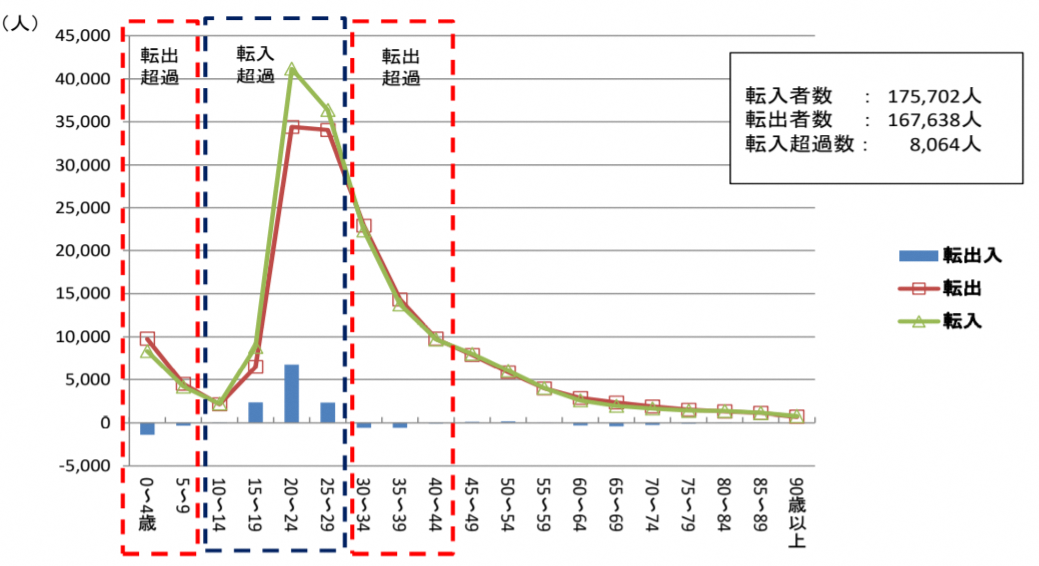 （人）
45,000
40,000
35,000
30,000
25,000
20,000
15,000
10,000
5,000
0
-5,000
転出
超過
転入
超過
転出
超過
転入者数　： 175,702人
転出者数　： 167,638人
転入超過数： 8,064人
転出入
転出
転入
0～4歳
5～9
10～14
15～19
20～24
25～29
30～34
35～39
40～44
45～49
50～54
55～59
60～64
65～69
70～74
75～79
80～84
85～89
90歳以上